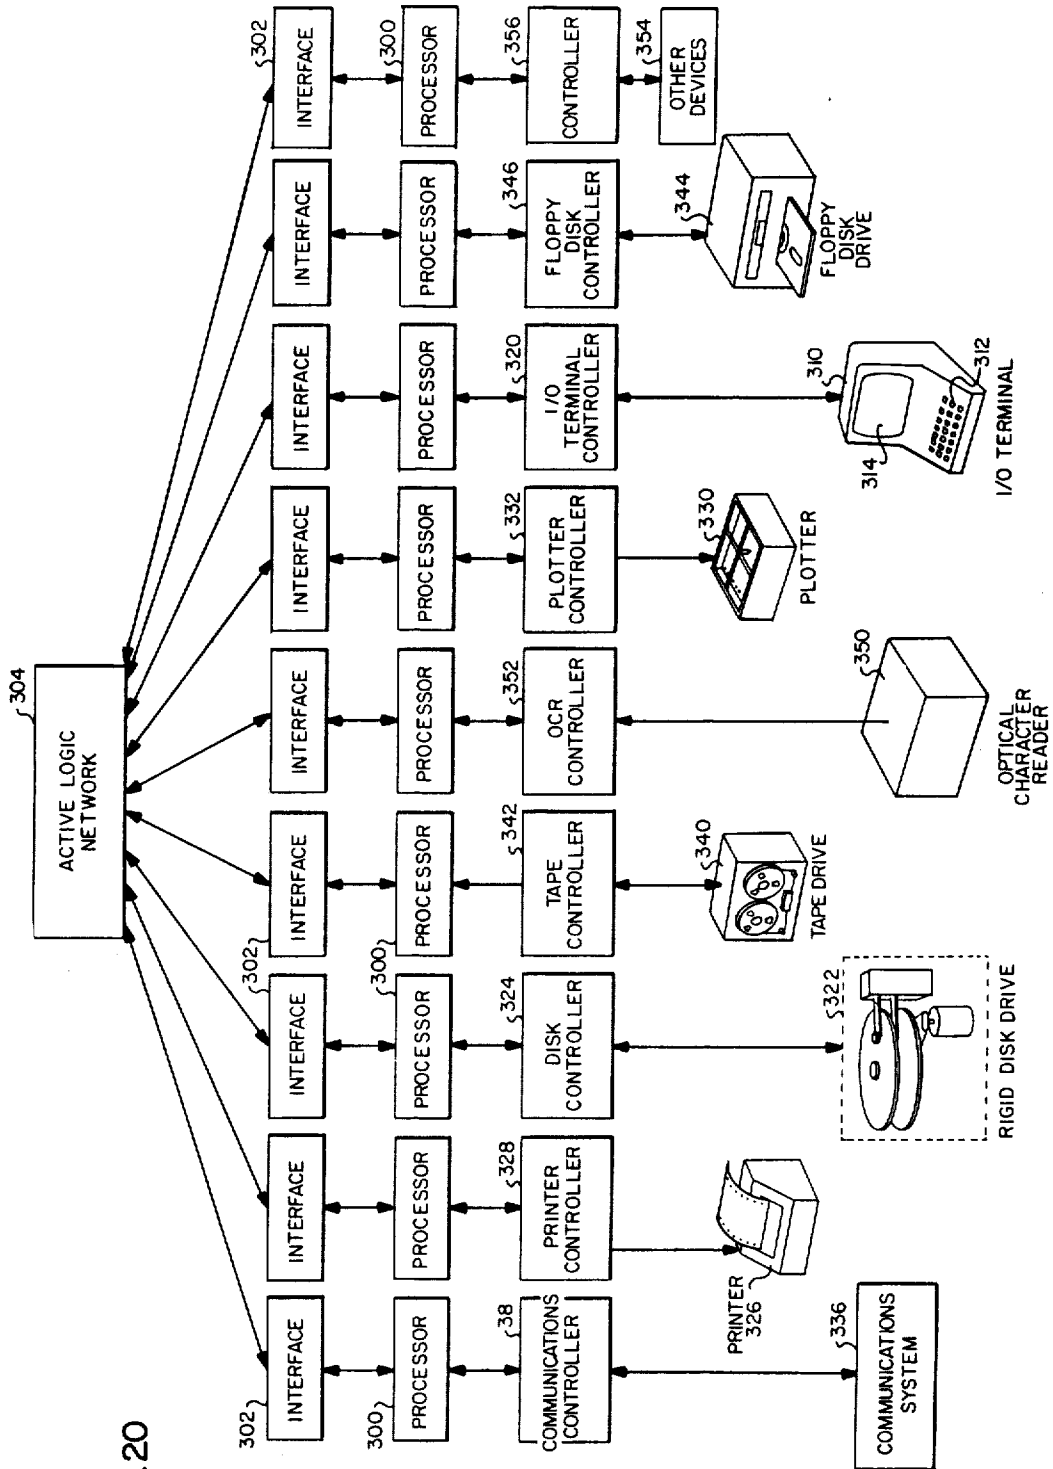 .20
304
ACTIVE LOGIC
NETWORK
302
INTERFACE
INTERFACE
302
INTERFACE
302
INTERFACE
INTERFACE
INTERFACE
INTERFACE
INTERFACE
302
INTERFACE
300
PROCESSOR
PROCESSOR
300
PROCESSOR
PROCESSOR
PROCESSOR
PROCESSOR
PROCESSOR
PROCESSOR
300
PROCESSOR
38
COMMUNICATIONS
CONTROLLER
328
PRINTER
CONTROLLER
324
DISK
CONTROLLER
342
TAPE
CONTROLLER
352
OCR
CONTROLLER
332
PLOTTER
CONTROLLER
320
I/O
TERMINAL
CONTROLLER
346
FLOPPY
DISK
CONTROLLER
356
CONTROLLER
336
COMMUNICATIONS
SYSTEM
PRINTER
326
322
RIGID DISK DRIVE
340
TAPE DRIVE
350
OPTICAL
CHARACTER
READER
330
PLOTTER
310
314
312
I/O TERMINAL
344
FLOPPY
DISK
DRIVE
354
OTHER
DEVICES